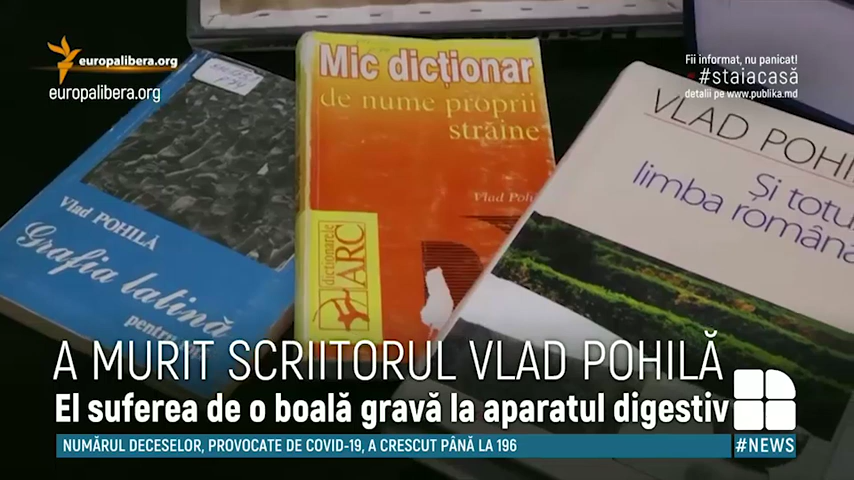 europalibera.org
europalibera.org
Fii informat, nu panicat!
#staiacasă
detalii pe www.publika.md
Vlad POHILĂ
Grafia latină
pentru
Mic dicționar
de nume proprii
străine
Vlad
dicționarele
ARC
VLAD
Și
limba română
A MURIT SCRIITORUL VLAD POHILĂ
El suferea de o boală gravă la aparatul digestiv
NUMĂRUL DECESELOR, PROVOCATE DE COVID-19, A CRESCUT PÂNĂ LA 196
#NEWS